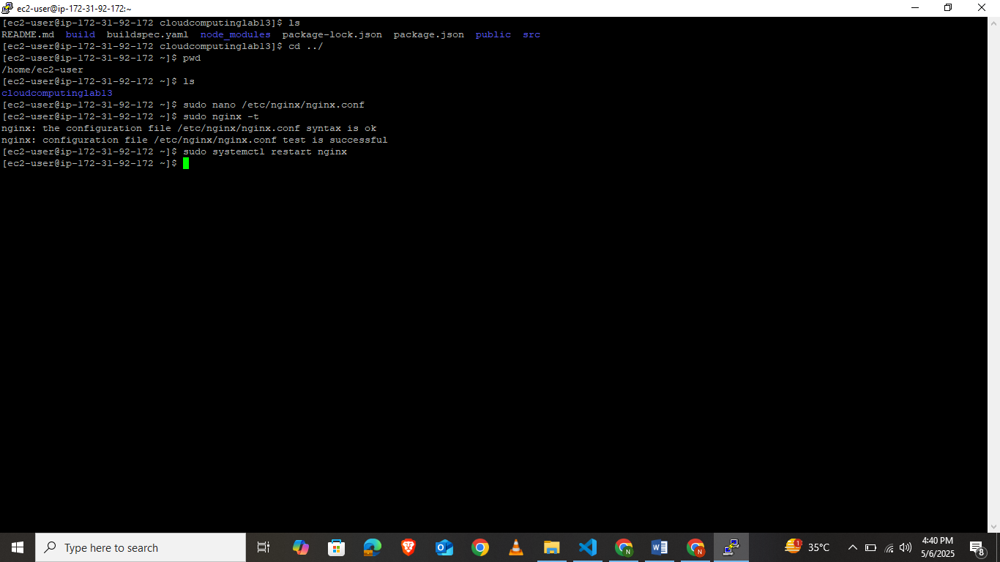 ec2-user@ip-172-31-92-172:~
[ec2-user@ip-172-31-92-172 cloudcomputinglab13]$ ls
README.md  build  buildspec.yaml  node_modules  package-lock.json  package.json  public  src
[ec2-user@ip-172-31-92-172 cloudcomputinglab13]$ cd ../
[ec2-user@ip-172-31-92-172 ~]$ pwd
/home/ec2-user
[ec2-user@ip-172-31-92-172 ~]$ ls
cloudcomputinglab13
[ec2-user@ip-172-31-92-172 ~]$ sudo nano /etc/nginx/nginx.conf
[ec2-user@ip-172-31-92-172 ~]$ sudo nginx -t
nginx: the configuration file /etc/nginx/nginx.conf syntax is ok
nginx: configuration file /etc/nginx/nginx.conf test is successful
[ec2-user@ip-172-31-92-172 ~]$ sudo systemctl restart nginx
[ec2-user@ip-172-31-92-172 ~]$
Type here to search
1
35°C
4:40 PM
5/6/2025
8